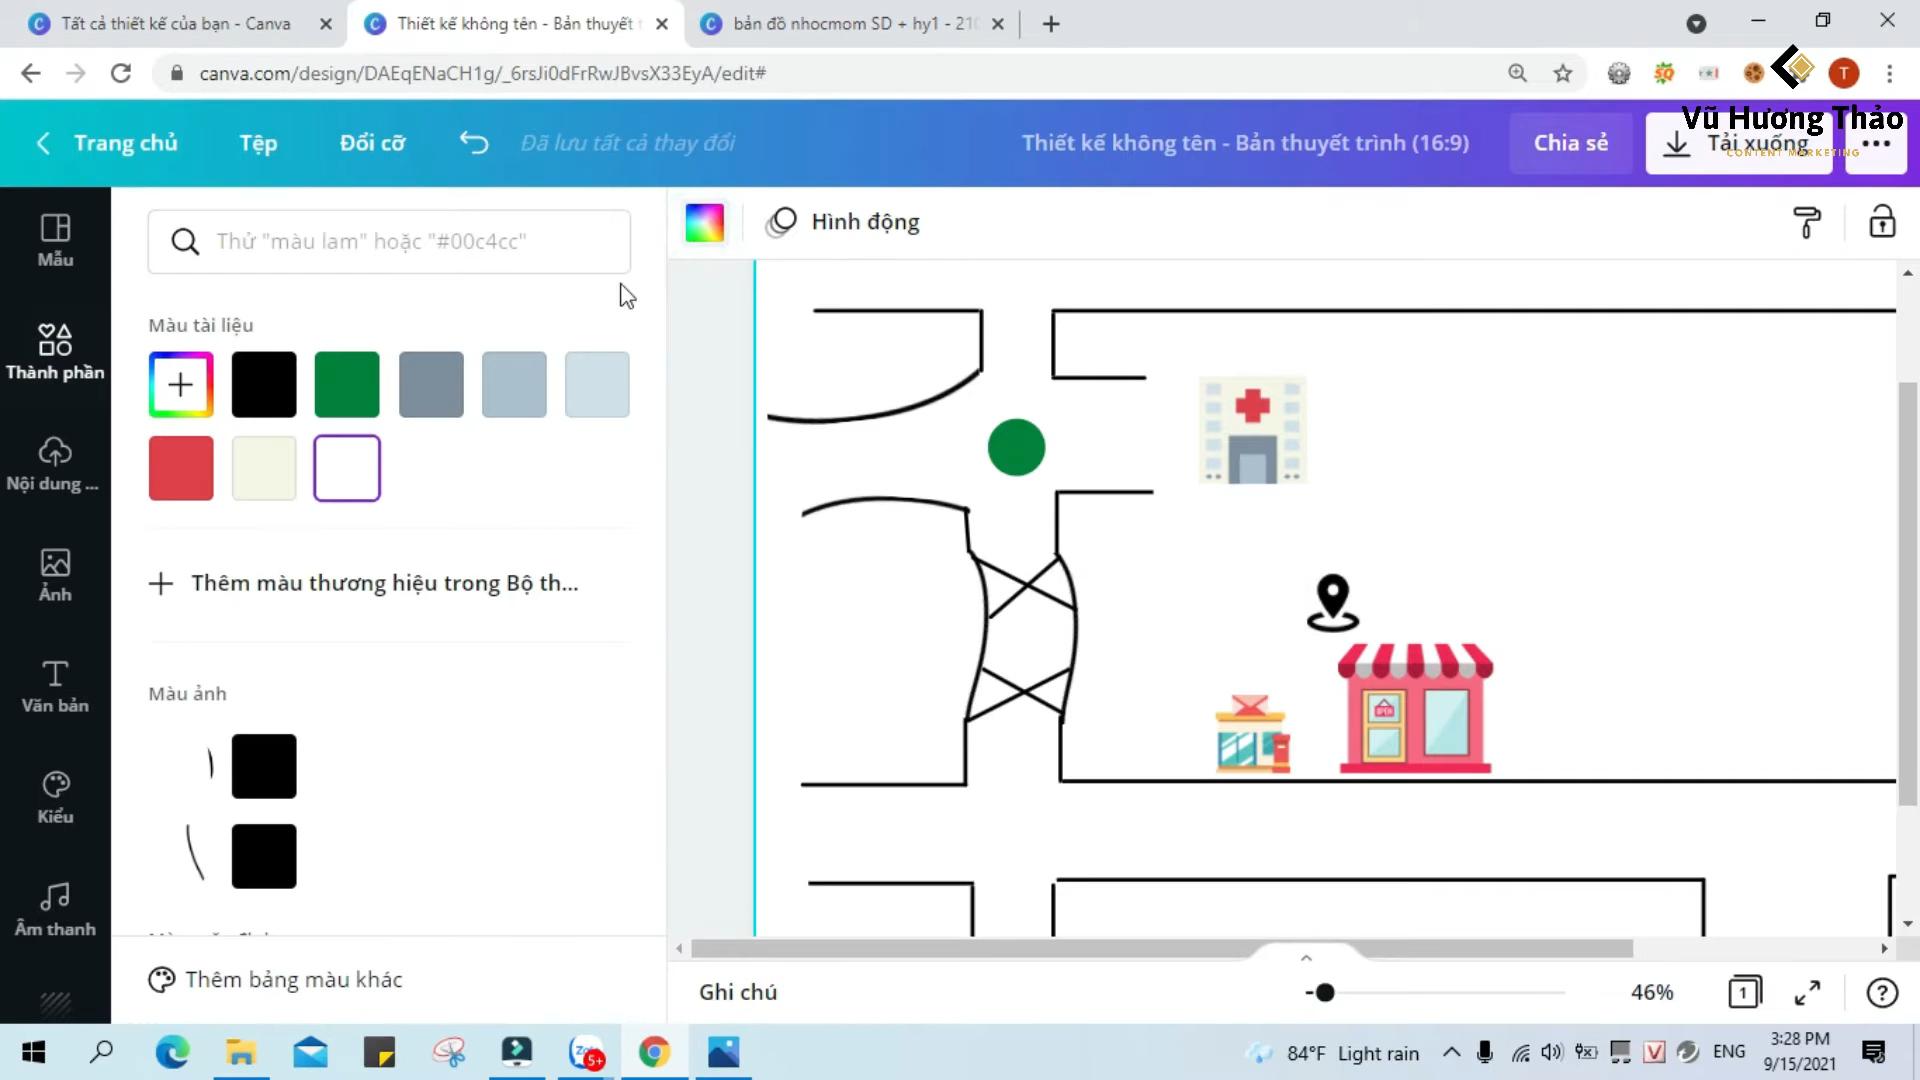 Tất cả thiết kế của bạn - Canva
Thiết kế không tên - Bản thuyết
bản đồ nhocmom SD + hy1 - 210
canva.com/design/DAEqENaCH1g/_6rsJi0dFrRwJBvsX33EyA/edit#
T
Vũ Hương Thảo
CONTENT MARKETING
Trang chủ
Tệp
Đổi cỡ
Đã lưu tất cả thay đổi
Thiết kế không tên - Bản thuyết trình (16:9)
Chia sẻ
Tải xuống
Mẫu
Thành phần
Nội dung ...
Ảnh
Văn bản
Kiểu
Âm thanh
Thử "màu lam" hoặc "#00c4cc"
Màu tài liệu
Thêm màu thương hiệu trong Bộ th...
Màu ảnh
Thêm bảng màu khác
Hình động
OPEN
Ghi chú
46%
1
5+
84°F Light rain
ENG
3:28 PM
9/15/2021